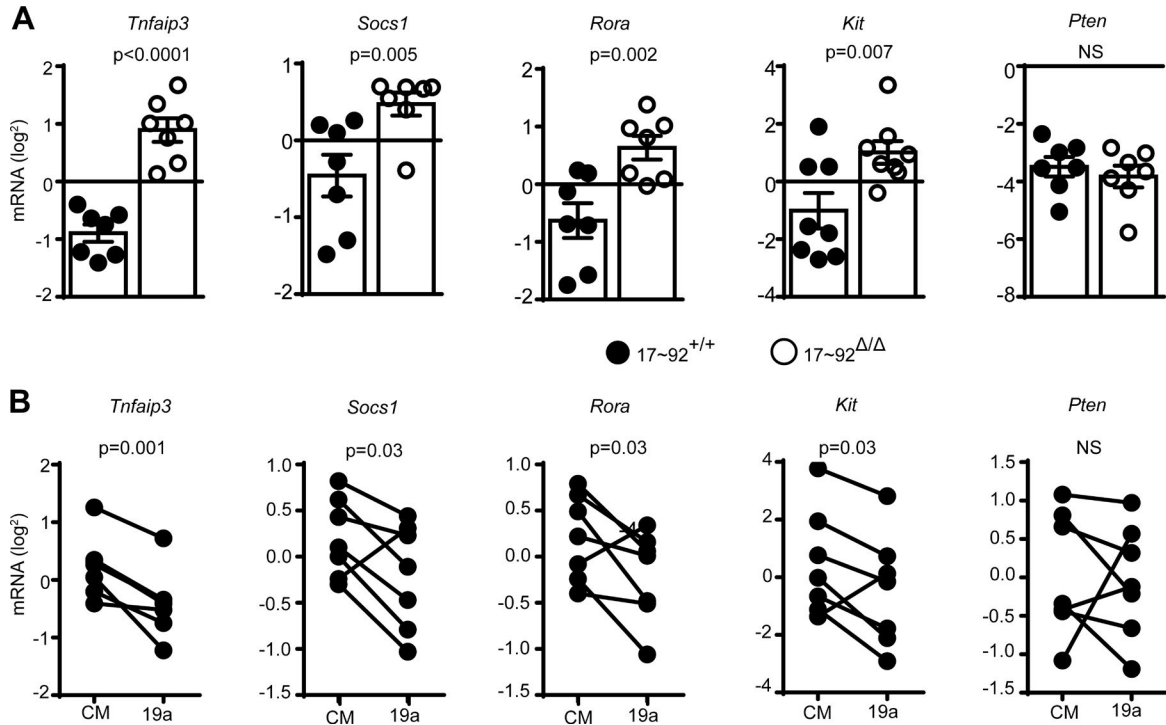 A
Tnfaip3 Socs1 Rora Kit Pten
p<0.0001 p=0.005 p=0.002 p=0.007 NS
mRNA (log²)
2 1 0 -1 -2
1 0 -1 -2
2 1 0 -1 -2
4 2 0 -2 -4
0 -2 -4 -6 -8
17~92+/+ 17~92Δ/Δ
B
Tnfaip3 Socs1 Rora Kit Pten
p=0.001 p=0.03 p=0.03 p=0.03 NS
mRNA (log²)
2 1 0 -1 -2
1.0 0.5 0.0 -0.5 -1.0 -1.5
1.0 0.5 0.0 -0.5 -1.0 -1.5
4 2 0 -2 -4
1.5 1.0 0.5 0.0 -0.5 -1.0 -1.5
CM 19a CM 19a CM 19a CM 19a CM 19a